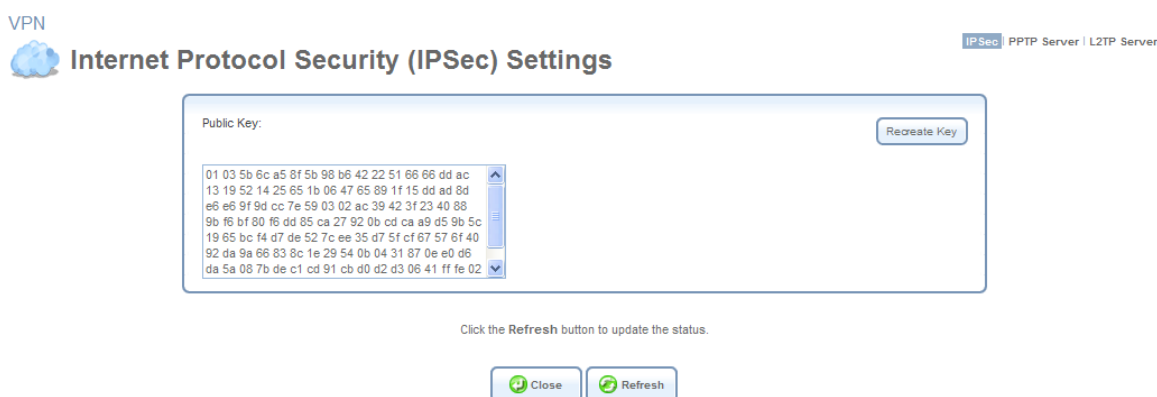 VPN
Internet Protocol Security (IPSec) Settings
IPSec | PPTP Server | L2TP Server
Public Key:
Recreate Key
01 03 5b 6c a5 8f 5b 98 b6 42 22 51 66 66 dd ac
13 19 52 14 25 65 1b 06 47 65 89 1f 15 dd ad 8d
e6 e6 9f 9d cc 7e 59 03 02 ac 39 42 3f 23 40 88
9b f6 bf 80 f6 dd 85 ca 27 92 0b cd ca a9 d5 9b 5c
19 65 bc f4 d7 de 52 7c ee 35 d7 5f cf 67 57 6f 40
92 da 9a 66 83 8c 1e 29 54 0b 04 31 87 0e e0 d6
da 5a 08 7b de c1 cd 91 cb d0 d2 d3 06 41 ff fe 02
Click the Refresh button to update the status.
Close
Refresh